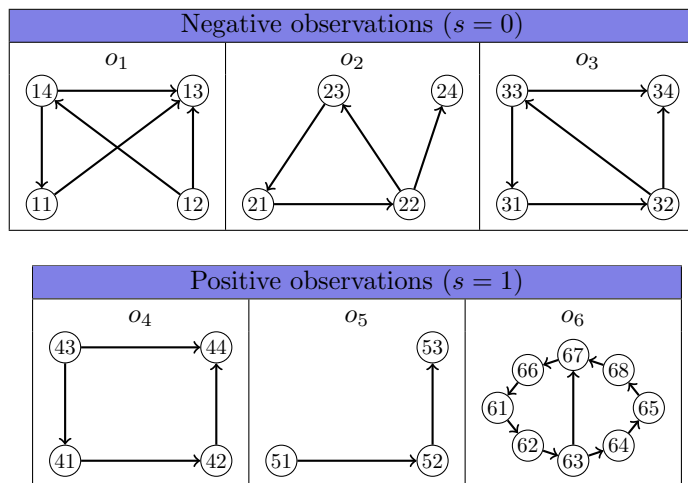 Negative observations (s = 0)
o₁ o₂ o₃
14 13 23 24 33 34
11 12 21 22 31 32
Positive observations (s = 1)
o₄ o₅ o₆
43 44 53 67
66 68
61 65
62 64
41 42 51 52 63